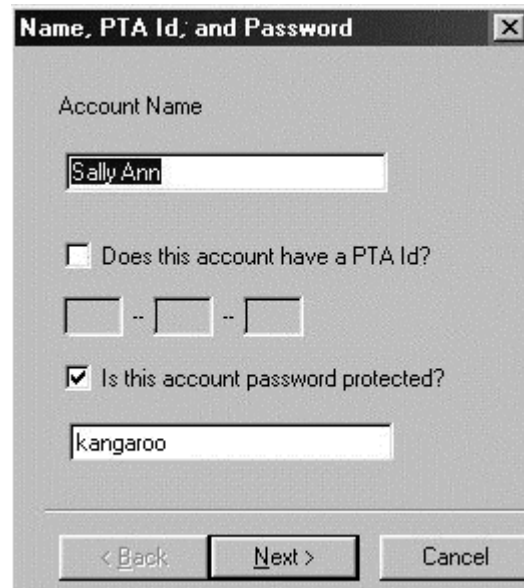 Name, PTA Id, and Password
Account Name
Sally Ann
Does this account have a PTA Id?
-- --
Is this account password protected?
kangaroo
< Back Next > Cancel